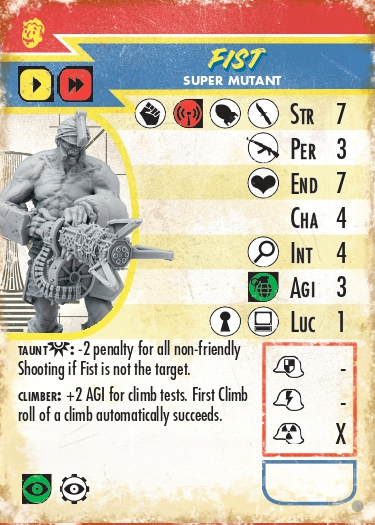 FIST
SUPER MUTANT
STR 7
PER 3
END 7
CHA 4
INT 4
AGI 3
LUC 1
TAUNT: -2 penalty for all non-friendly
Shooting if Fist is not the target.
CLIMBER: +2 AGI for climb tests. First Climb
roll of a climb automatically succeeds.
-
-
X